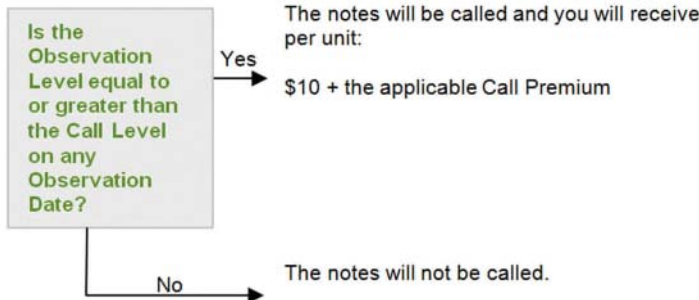 Is the
Observation
Level equal to
or greater than
the Call Level
on any
Observation
Date?
Yes
The notes will be called and you will receive
per unit:
$10 + the applicable Call Premium
No
The notes will not be called.